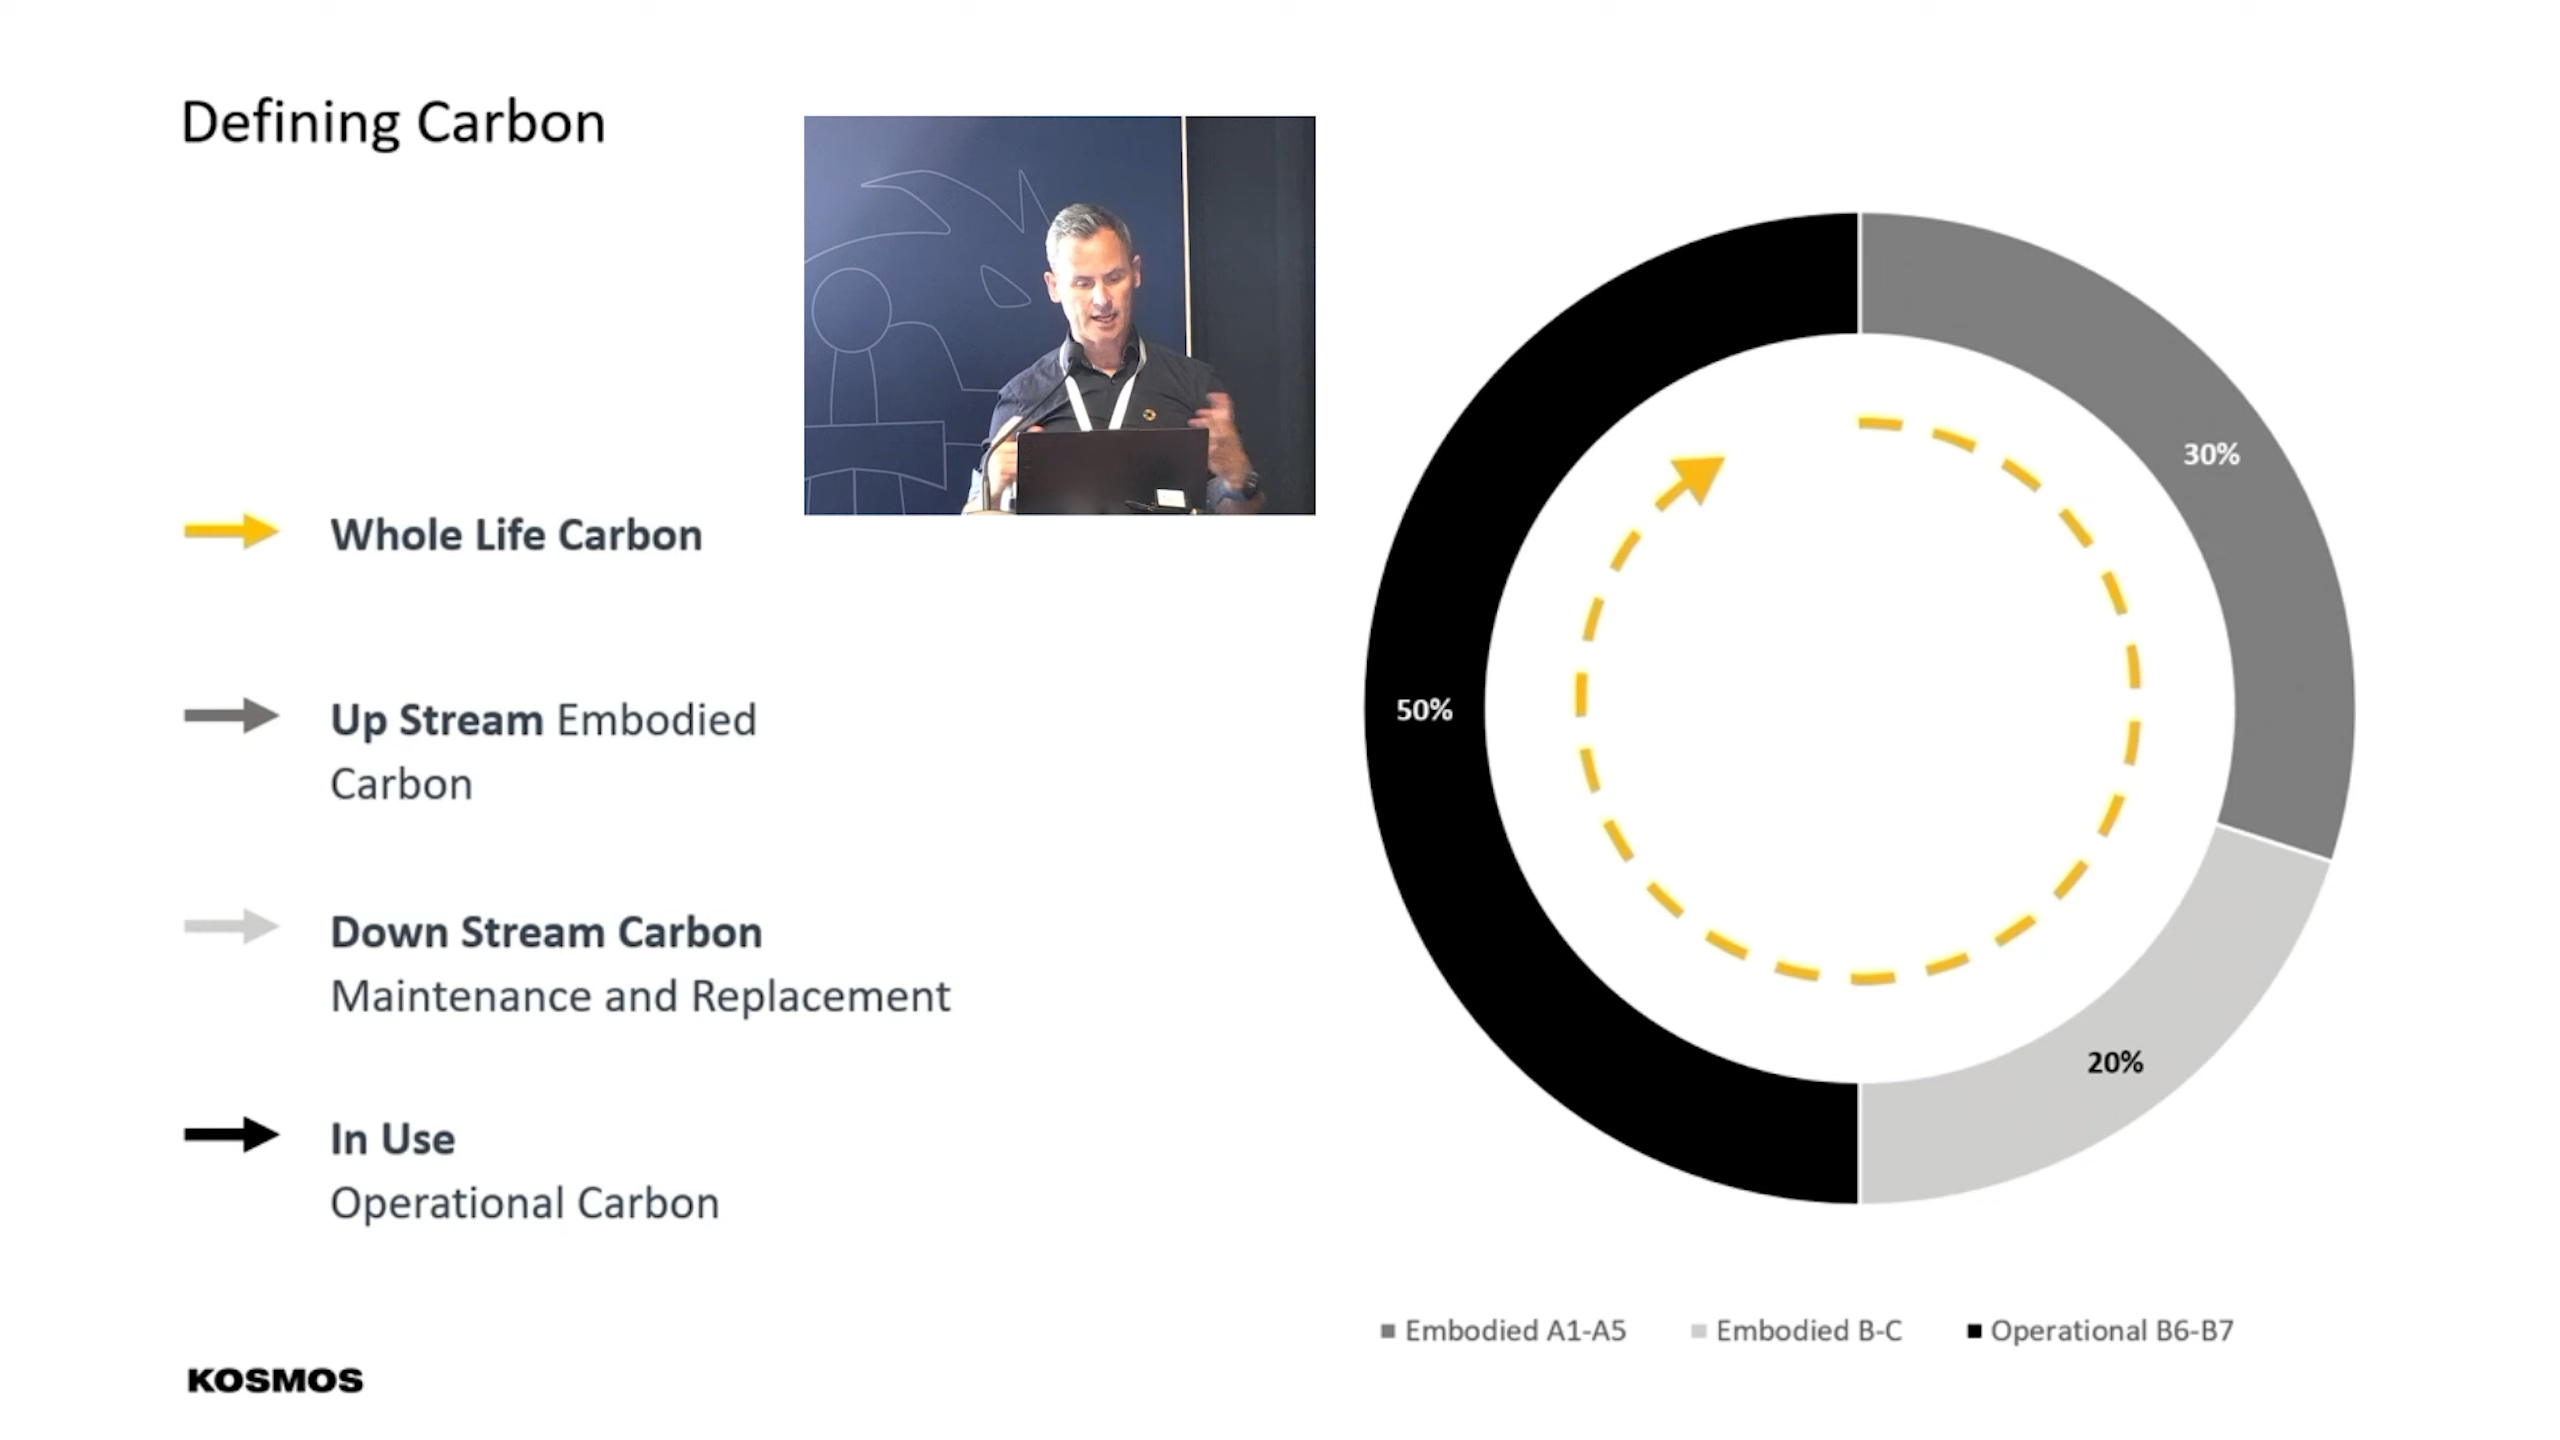 Defining Carbon
Whole Life Carbon
Up Stream Embodied
Carbon
Down Stream Carbon
Maintenance and Replacement
In Use
Operational Carbon
30%
50%
20%
Embodied A1-A5 Embodied B-C Operational B6-B7
KOSMOS